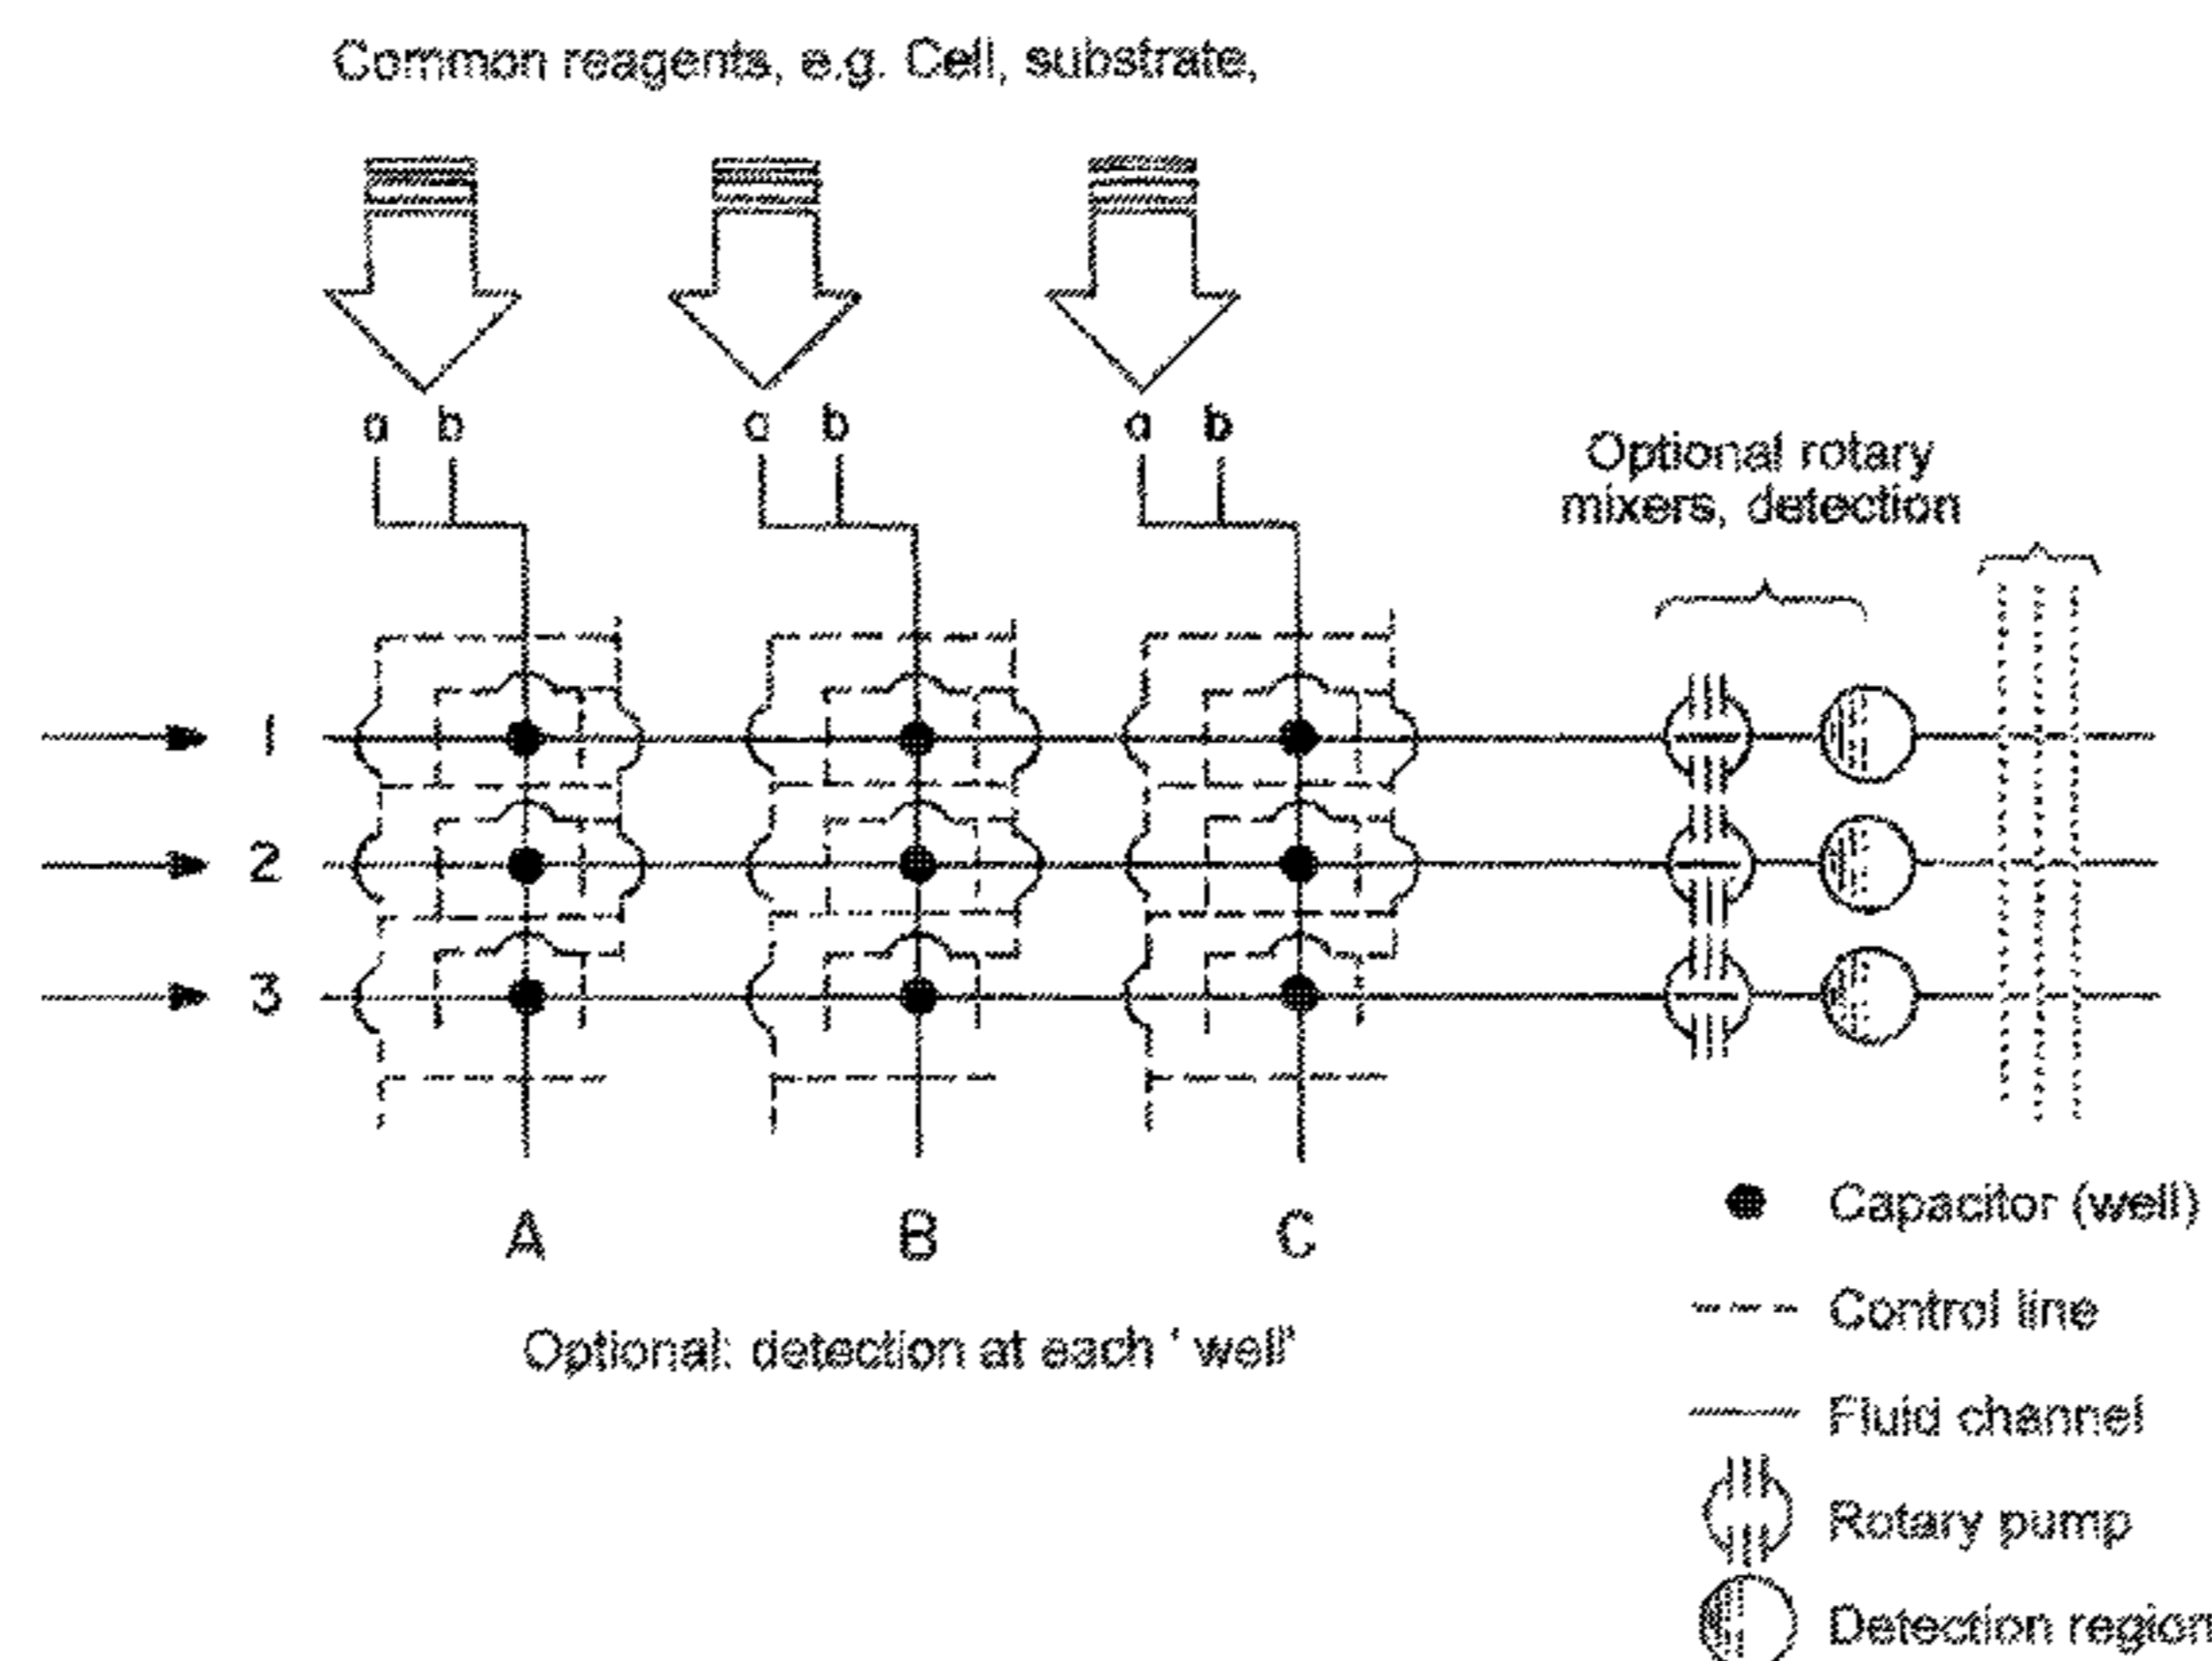 Common reagents, e.g. Cell, substrate,
a b c b a b
Optional rotary
mixers, detection
1
2
3
A B C
Optional: detection at each ' well'
Capacitor (well)
Control line
Fluid channel
Rotary pump
Detection region